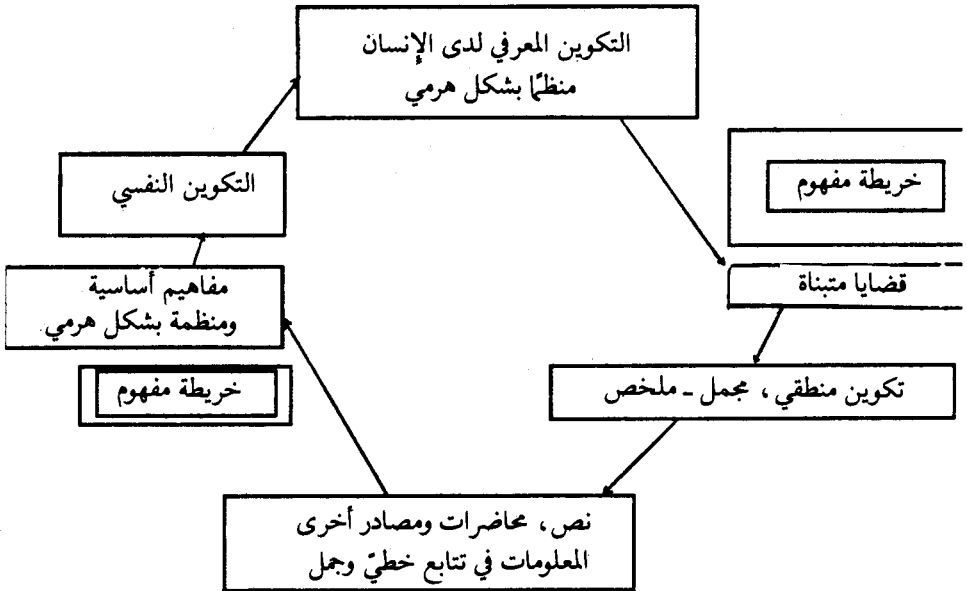 التكوين المعرفي لدى الإنسان
منظمًا بشكل هرمي
خريطة مفهوم
التكوين النفسي
قضايا متبناة
مفاهيم أساسية
ومنظمة بشكل هرمي
خريطة مفهوم
تكوين منطقي، مجمل - ملخص
نص، محاضرات ومصادر أخرى
المعلومات في تتابع خطيّ وجمل